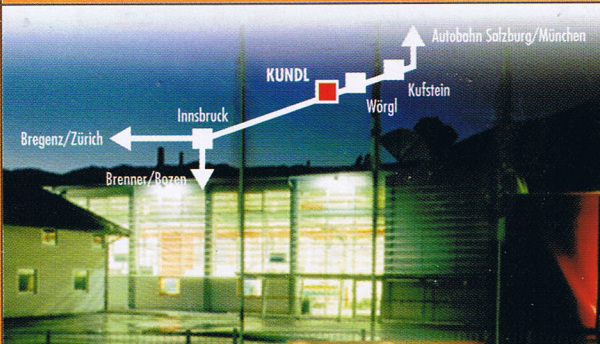 Autobahn Salzburg/München
KUNDL
Kufstein
Wörgl
Innsbruck
Bregenz/Zürich
Brenner/Bozen